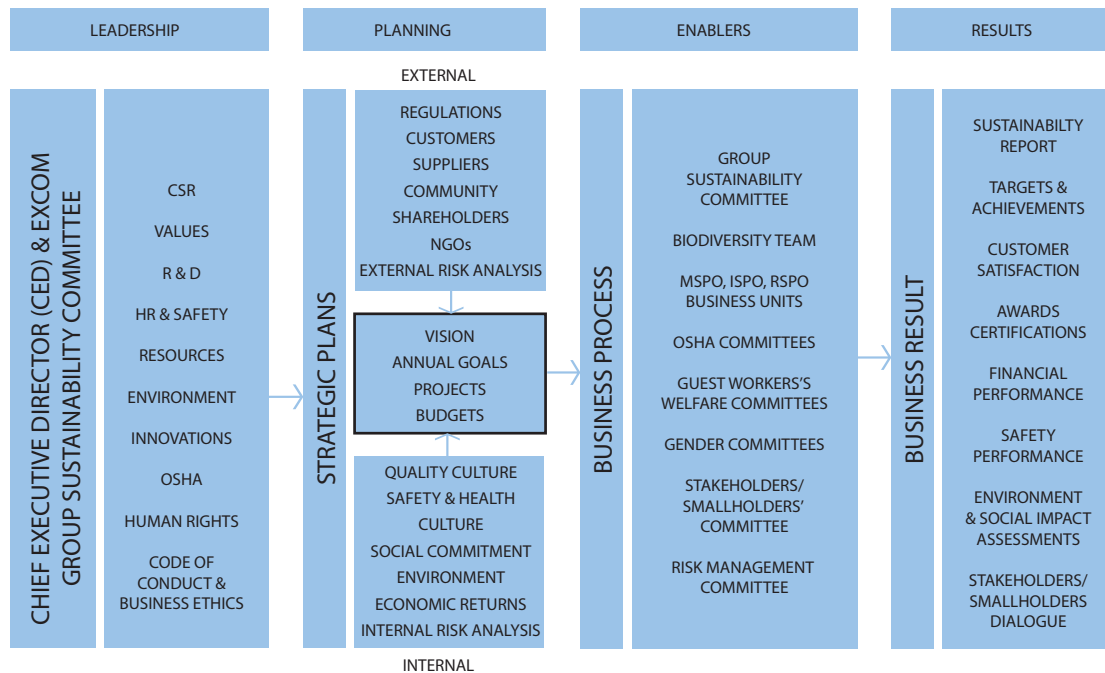 LEADERSHIP
PLANNING
ENABLERS
RESULTS
CHIEF EXECUTIVE DIRECTOR (CED) & EXCOM
GROUP SUSTAINABILITY COMMITTEE
CSR
VALUES
R & D
HR & SAFETY
RESOURCES
ENVIRONMENT
INNOVATIONS
OSHA
HUMAN RIGHTS
CODE OF
CONDUCT &
BUSINESS ETHICS
STRATEGIC PLANS
EXTERNAL
REGULATIONS
CUSTOMERS
SUPPLIERS
COMMUNITY
SHAREHOLDERS
NGOs
EXTERNAL RISK ANALYSIS
VISION
ANNUAL GOALS
PROJECTS
BUDGETS
QUALITY CULTURE
SAFETY & HEALTH
CULTURE
SOCIAL COMMITMENT
ENVIRONMENT
ECONOMIC RETURNS
INTERNAL RISK ANALYSIS
INTERNAL
BUSINESS PROCESS
GROUP
SUSTAINABILITY
COMMITTEE
BIODIVERSITY TEAM
MSPO, ISPO, RSPO
BUSINESS UNITS
OSHA COMMITTEES
GUEST WORKERS'S
WELFARE COMMITTEES
GENDER COMMITTEES
STAKEHOLDERS/
SMALLHOLDERS'
COMMITTEE
RISK MANAGEMENT
COMMITTEE
BUSINESS RESULT
SUSTAINABILTY
REPORT
TARGETS &
ACHIEVEMENTS
CUSTOMER
SATISFACTION
AWARDS
CERTIFICATIONS
FINANCIAL
PERFORMANCE
SAFETY
PERFORMANCE
ENVIRONMENT
& SOCIAL IMPACT
ASSESSMENTS
STAKEHOLDERS/
SMALLHOLDERS
DIALOGUE